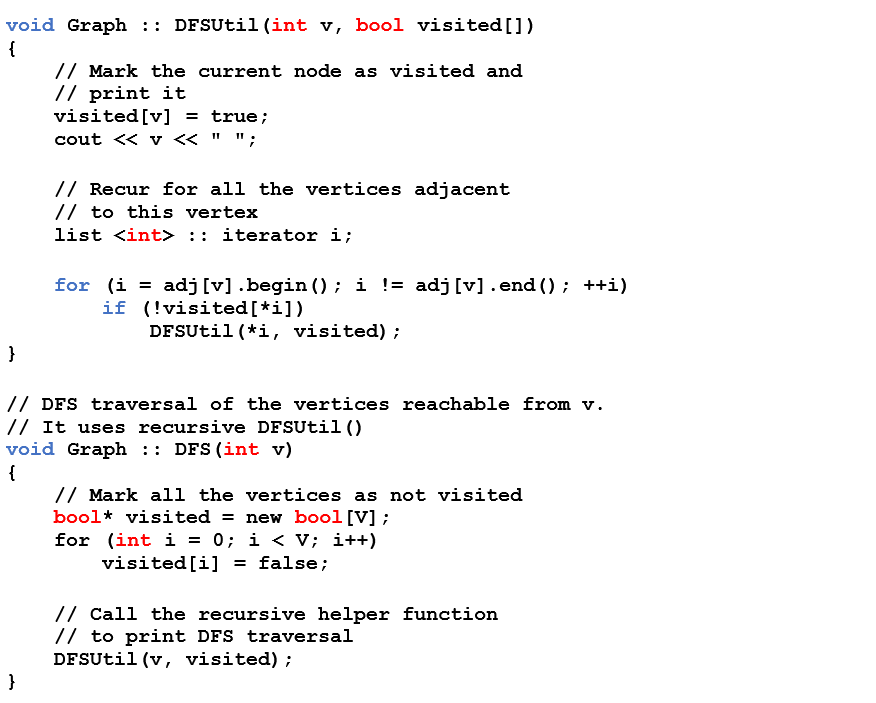 void Graph :: DFSUtil(int v, bool visited[])
{
    // Mark the current node as visited and
    // print it
    visited[v] = true;
    cout << v << " ";

    // Recur for all the vertices adjacent
    // to this vertex
    list <int> :: iterator i;

    for (i = adj[v].begin(); i != adj[v].end(); ++i)
        if (!visited[*i])
            DFSUtil(*i, visited);
}

// DFS traversal of the vertices reachable from v.
// It uses recursive DFSUtil()
void Graph :: DFS(int v)
{
    // Mark all the vertices as not visited
    bool* visited = new bool[V];
    for (int i = 0; i < V; i++)
        visited[i] = false;

    // Call the recursive helper function
    // to print DFS traversal
    DFSUtil(v, visited);
}